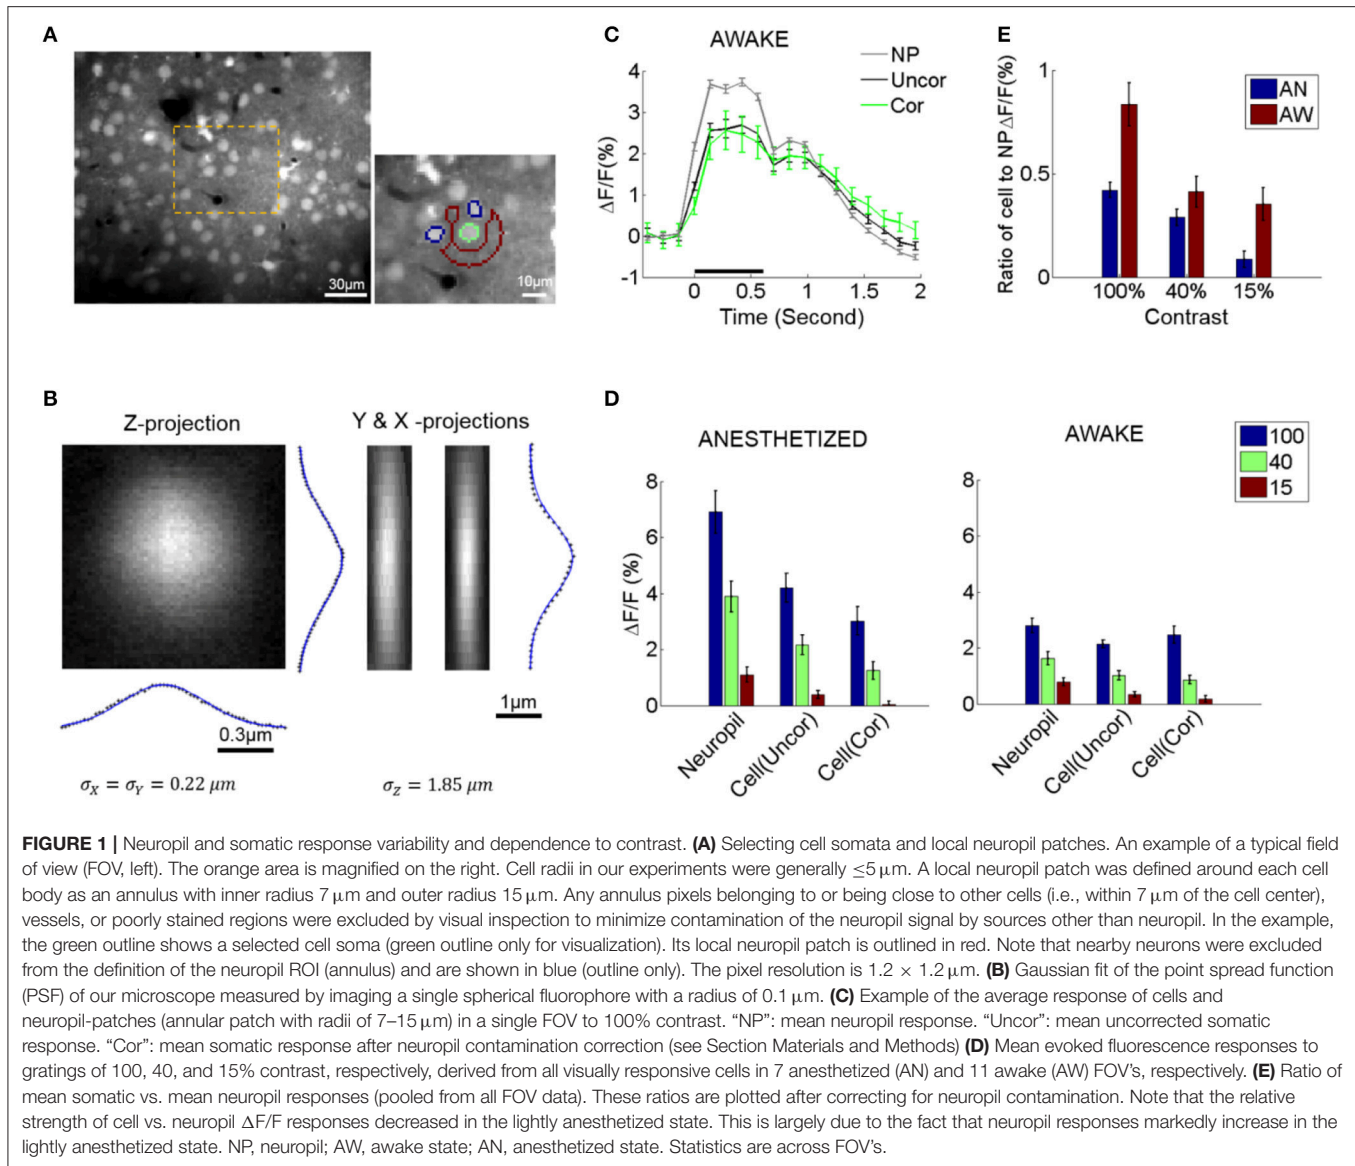 A
30µm
10µm
C
AWAKE
NP
Uncor
Cor
4
3
2
1
0
-1
ΔF/F(%)
0
0.5
1
1.5
2
Time (Second)
E
AN
AW
1
0.5
0
Ratio of cell to NP ΔF/F(%)
100%
40%
15%
Contrast
B
Z-projection
Y & X -projections
0.3µm
1µm
σX = σY = 0.22 µm
σZ = 1.85 µm
D
ANESTHETIZED
AWAKE
100
40
15
8
6
4
2
0
ΔF/F (%)
Neuropil
Cell(Uncor)
Cell(Cor)
8
6
4
2
0
Neuropil
Cell(Uncor)
Cell(Cor)
FIGURE 1 | Neuropil and somatic response variability and dependence to contrast. (A) Selecting cell somata and local neuropil patches. An example of a typical field
of view (FOV, left). The orange area is magnified on the right. Cell radii in our experiments were generally ≤5 µm. A local neuropil patch was defined around each cell
body as an annulus with inner radius 7 µm and outer radius 15 µm. Any annulus pixels belonging to or being close to other cells (i.e., within 7 µm of the cell center),
vessels, or poorly stained regions were excluded by visual inspection to minimize contamination of the neuropil signal by sources other than neuropil. In the example,
the green outline shows a selected cell soma (green outline only for visualization). Its local neuropil patch is outlined in red. Note that nearby neurons were excluded
from the definition of the neuropil ROI (annulus) and are shown in blue (outline only). The pixel resolution is 1.2 × 1.2 µm. (B) Gaussian fit of the point spread function
(PSF) of our microscope measured by imaging a single spherical fluorophore with a radius of 0.1 µm. (C) Example of the average response of cells and
neuropil-patches (annular patch with radii of 7–15 µm) in a single FOV to 100% contrast. “NP”: mean neuropil response. “Uncor”: mean uncorrected somatic
response. “Cor”: mean somatic response after neuropil contamination correction (see Section Materials and Methods) (D) Mean evoked fluorescence responses to
gratings of 100, 40, and 15% contrast, respectively, derived from all visually responsive cells in 7 anesthetized (AN) and 11 awake (AW) FOV’s, respectively. (E) Ratio of
mean somatic vs. mean neuropil responses (pooled from all FOV data). These ratios are plotted after correcting for neuropil contamination. Note that the relative
strength of cell vs. neuropil ΔF/F responses decreased in the lightly anesthetized state. This is largely due to the fact that neuropil responses markedly increase in the
lightly anesthetized state. NP, neuropil; AW, awake state; AN, anesthetized state. Statistics are across FOV’s.